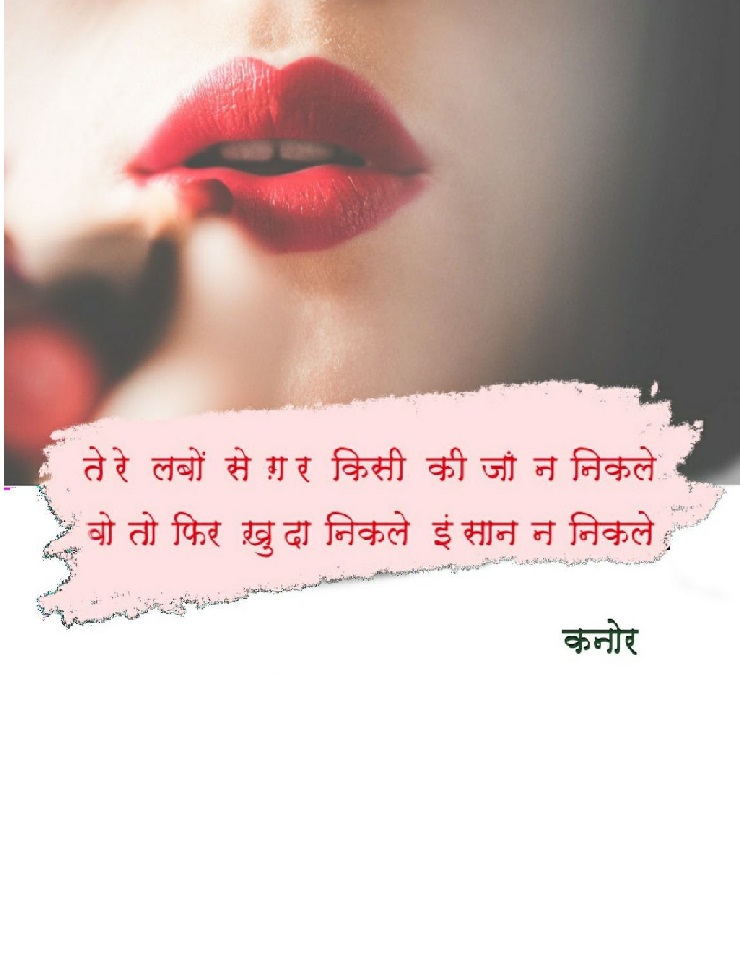 तेरे लबों से ग़र किसी की जां न निकले
वो तो फिर ख़ुदा निकले इंसान न निकले
कनोर